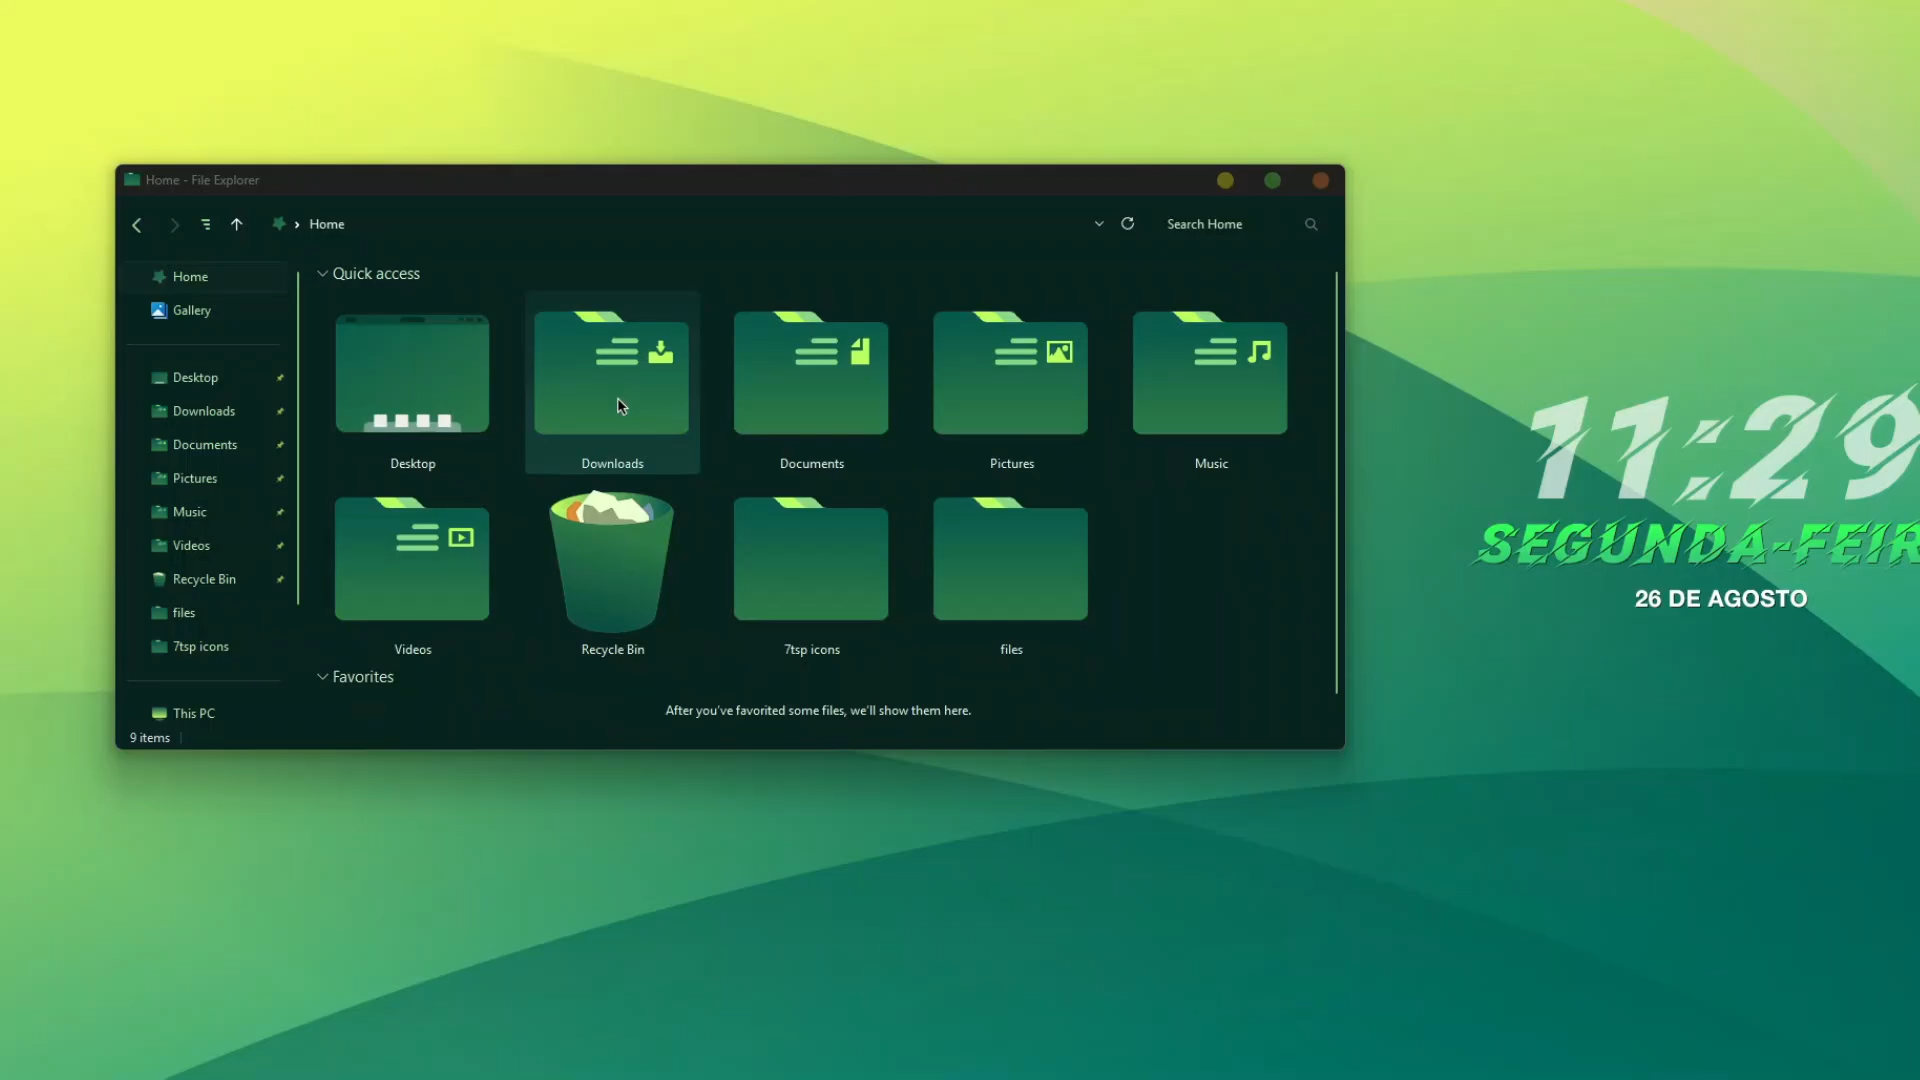 Home - File Explorer
Home
Search Home
Home
Gallery
Desktop
Downloads
Documents
Pictures
Music
Videos
Recycle Bin
files
7tsp icons
This PC
9 items
Quick access
Desktop
Downloads
Documents
Pictures
Music
Videos
Recycle Bin
7tsp icons
files
Favorites
After you've favorited some files, we'll show them here.
11:29
SEGUNDA-FEIR
26 DE AGOSTO